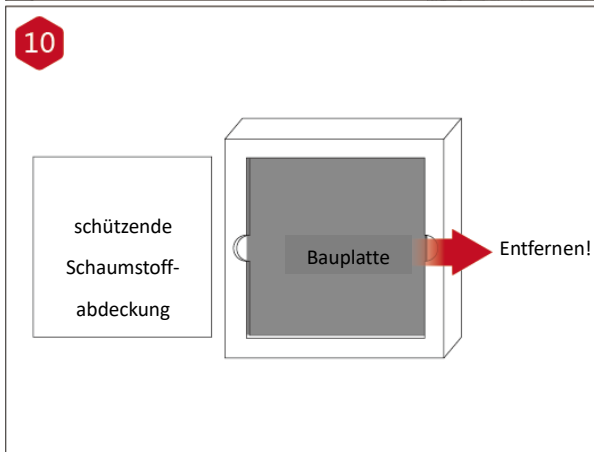 10
schützende
Schaumstoff-
abdeckung
Bauplatte
Entfernen!